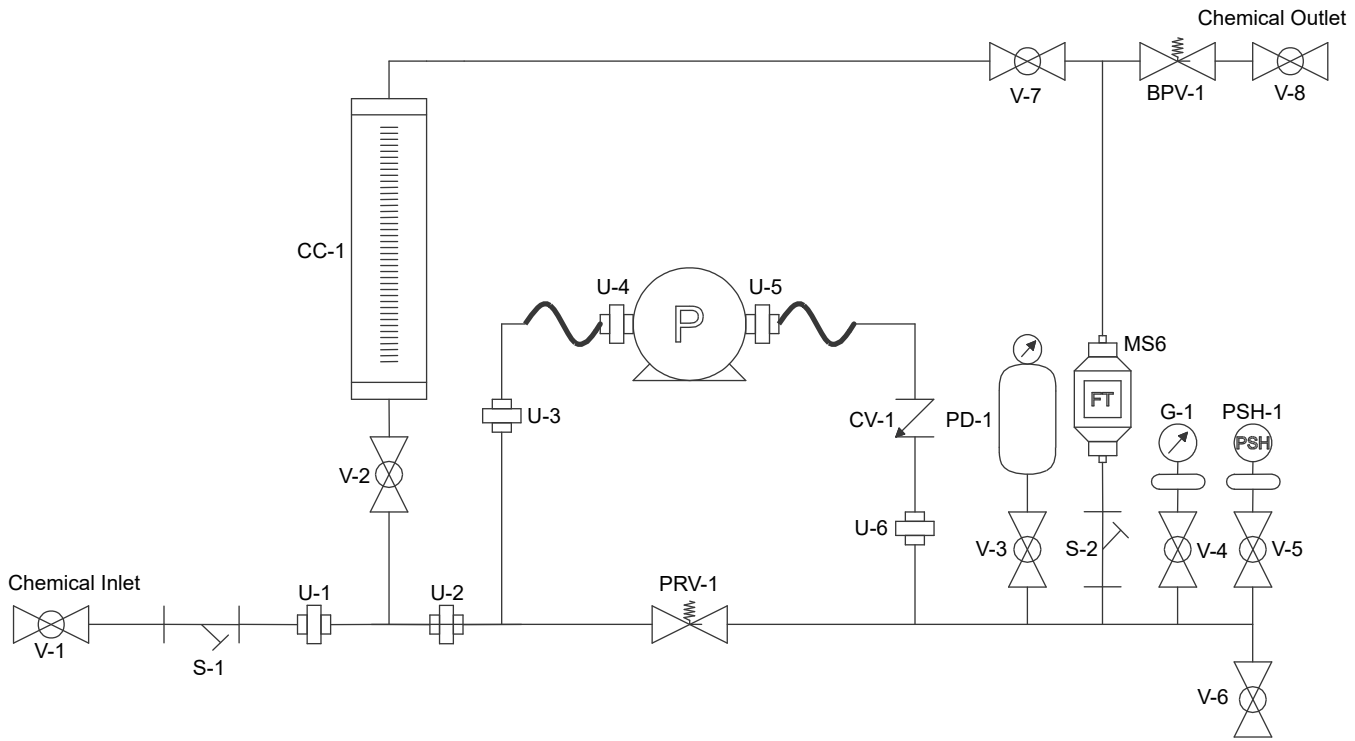 Chemical Outlet
V-7
BPV-1
V-8
CC-1
U-4
U-5
P
MS6
FT
U-3
CV-1
PD-1
G-1
PSH-1
PSH
V-2
U-6
V-3
S-2
V-4
V-5
Chemical Inlet
U-1
U-2
PRV-1
V-1
S-1
V-6